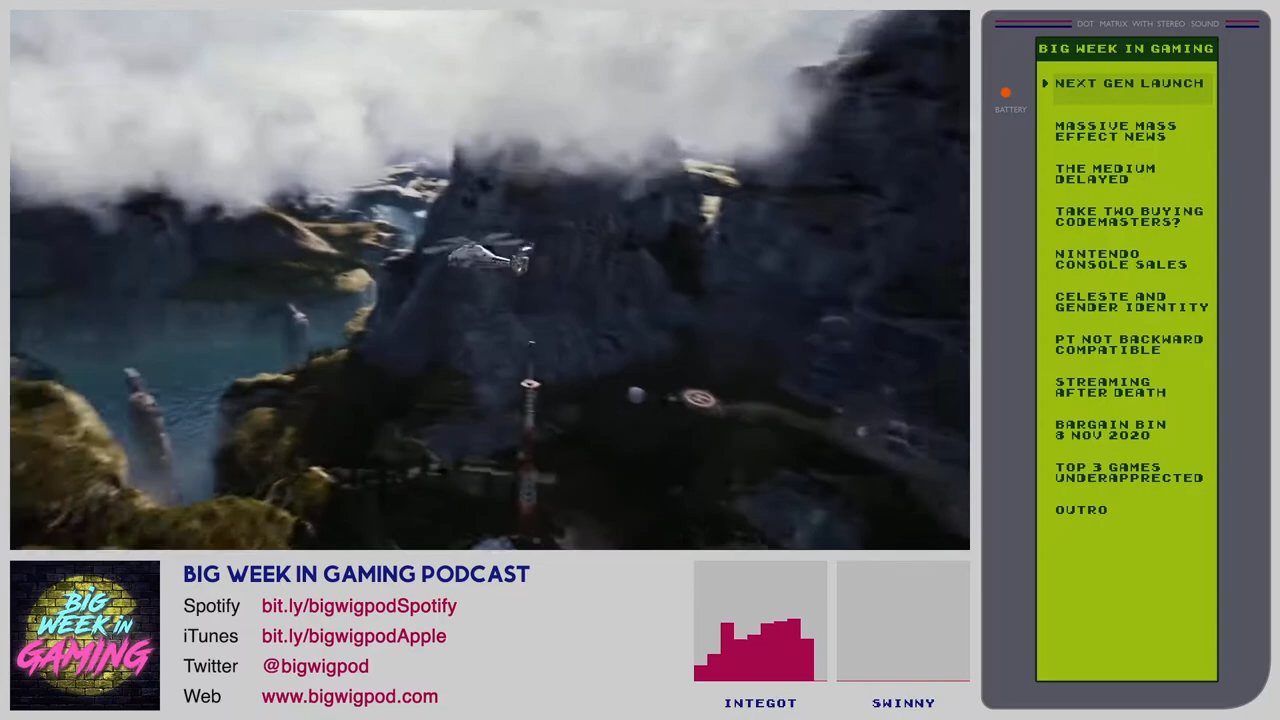 DOT MATRIX WITH STEREO SOUND
BIG WEEK IN GAMING
NEXT GEN LAUNCH
BATTERY
MASSIVE MASS
EFFECT NEWS
THE MEDIUM
DELAYED
TAKE TWO BUYING
CODEMASTERS?
NINTENDO
CONSOLE SALES
CELESTE AND
GENDER IDENTITY
PT NOT BACKWARD
COMPATIBLE
STREAMING
AFTER DEATH
BARGAIN BIN
8 NOV 2020
TOP 3 GAMES
UNDERAPPRECTED
OUTRO
BIG
WEEK IN
GAMING
BIG WEEK IN GAMING PODCAST
Spotify bit.ly/bigwigpodSpotify
iTunes bit.ly/bigwigpodApple
Twitter @bigwigpod
Web www.bigwigpod.com
INTEGOT
SWINNY